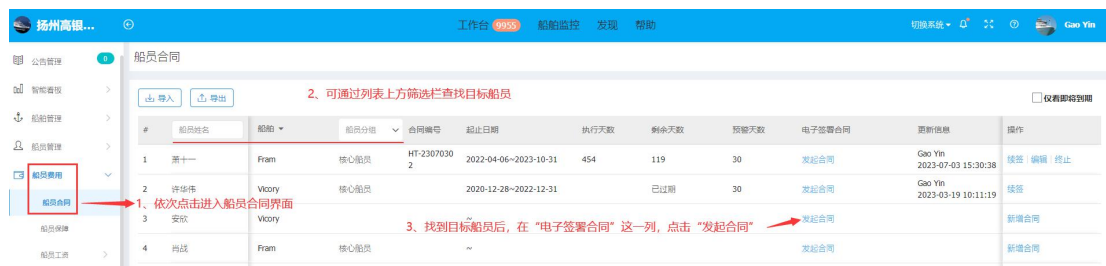 扬州高银...
工作台 9955 船舶监控 发现 帮助
切换系统 Gao Yin
公告管理 0
智能看板
船舶管理
船员管理
船员费用
船员合同
船员保障
船员工资
船员合同
导入 导出
2、可通过列表上方筛选栏查找目标船员
仅看即将到期
# 船员姓名 船舶 船员分组 合同编号 起止日期 执行天数 剩余天数 预警天数 电子签署合同 更新信息 操作
1 萧十一 Fram 核心船员 HT-23070302 2022-04-06~2023-10-31 454 119 30 发起合同 Gao Yin 2023-07-03 15:30:38 续签 编辑 终止
2 许华伟 Vicory 核心船员 2020-12-28~2022-12-31 已过期 30 发起合同 Gao Yin 2023-03-19 10:11:19 续签
1、依次点击进入船员合同界面
3 安欣 Vicory ~ 发起合同 新增合同
3、找到目标船员后，在“电子签署合同”这一列，点击“发起合同”
4 肖战 Fram 核心船员 ~ 发起合同 新增合同